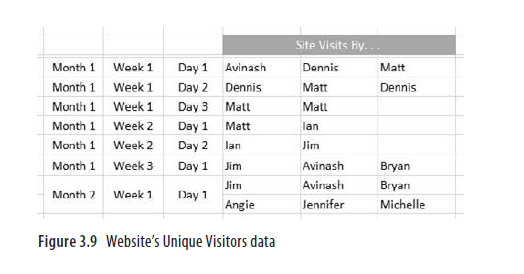 Site Visits By. . .
Month 1 Week 1 Day 1 Avinash Dennis Matt
Month 1 Week 1 Day 2 Dennis Matt Dennis
Month 1 Week 1 Day 3 Matt Matt
Month 1 Week 2 Day 1 Matt Ian
Month 1 Week 2 Day 2 Ian Jim
Month 1 Week 3 Day 1 Jim Avinash Bryan
Month 2 Week 1 Day 1 Jim Avinash Bryan
Angie Jennifer Michelle
Figure 3.9 Website's Unique Visitors data